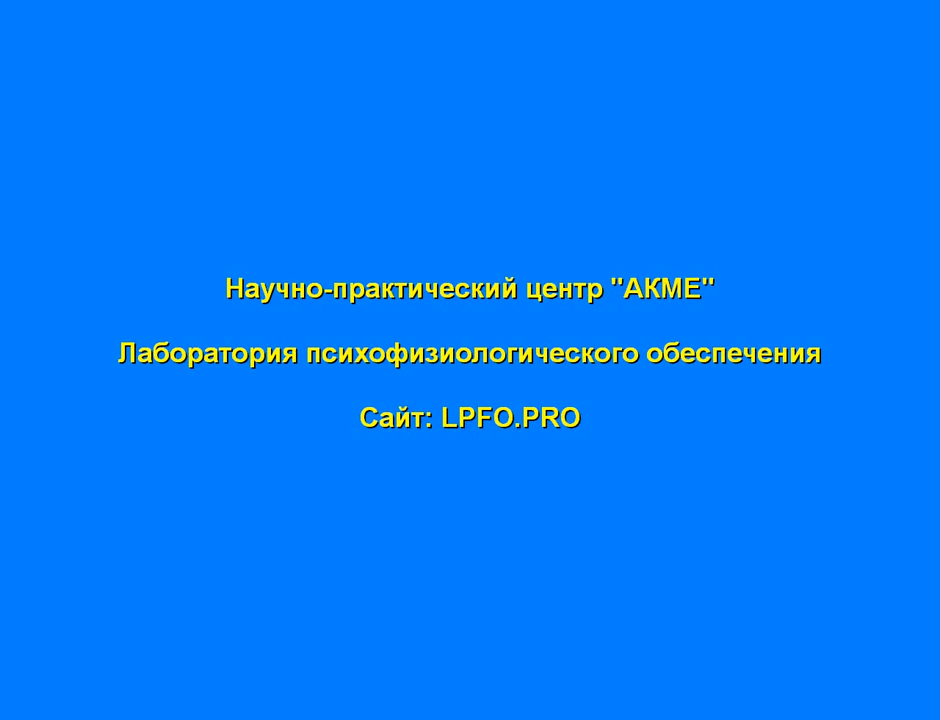 Научно-практический центр "АКМЕ"
Лаборатория психофизиологического обеспечения
Сайт: LPFO.PRO